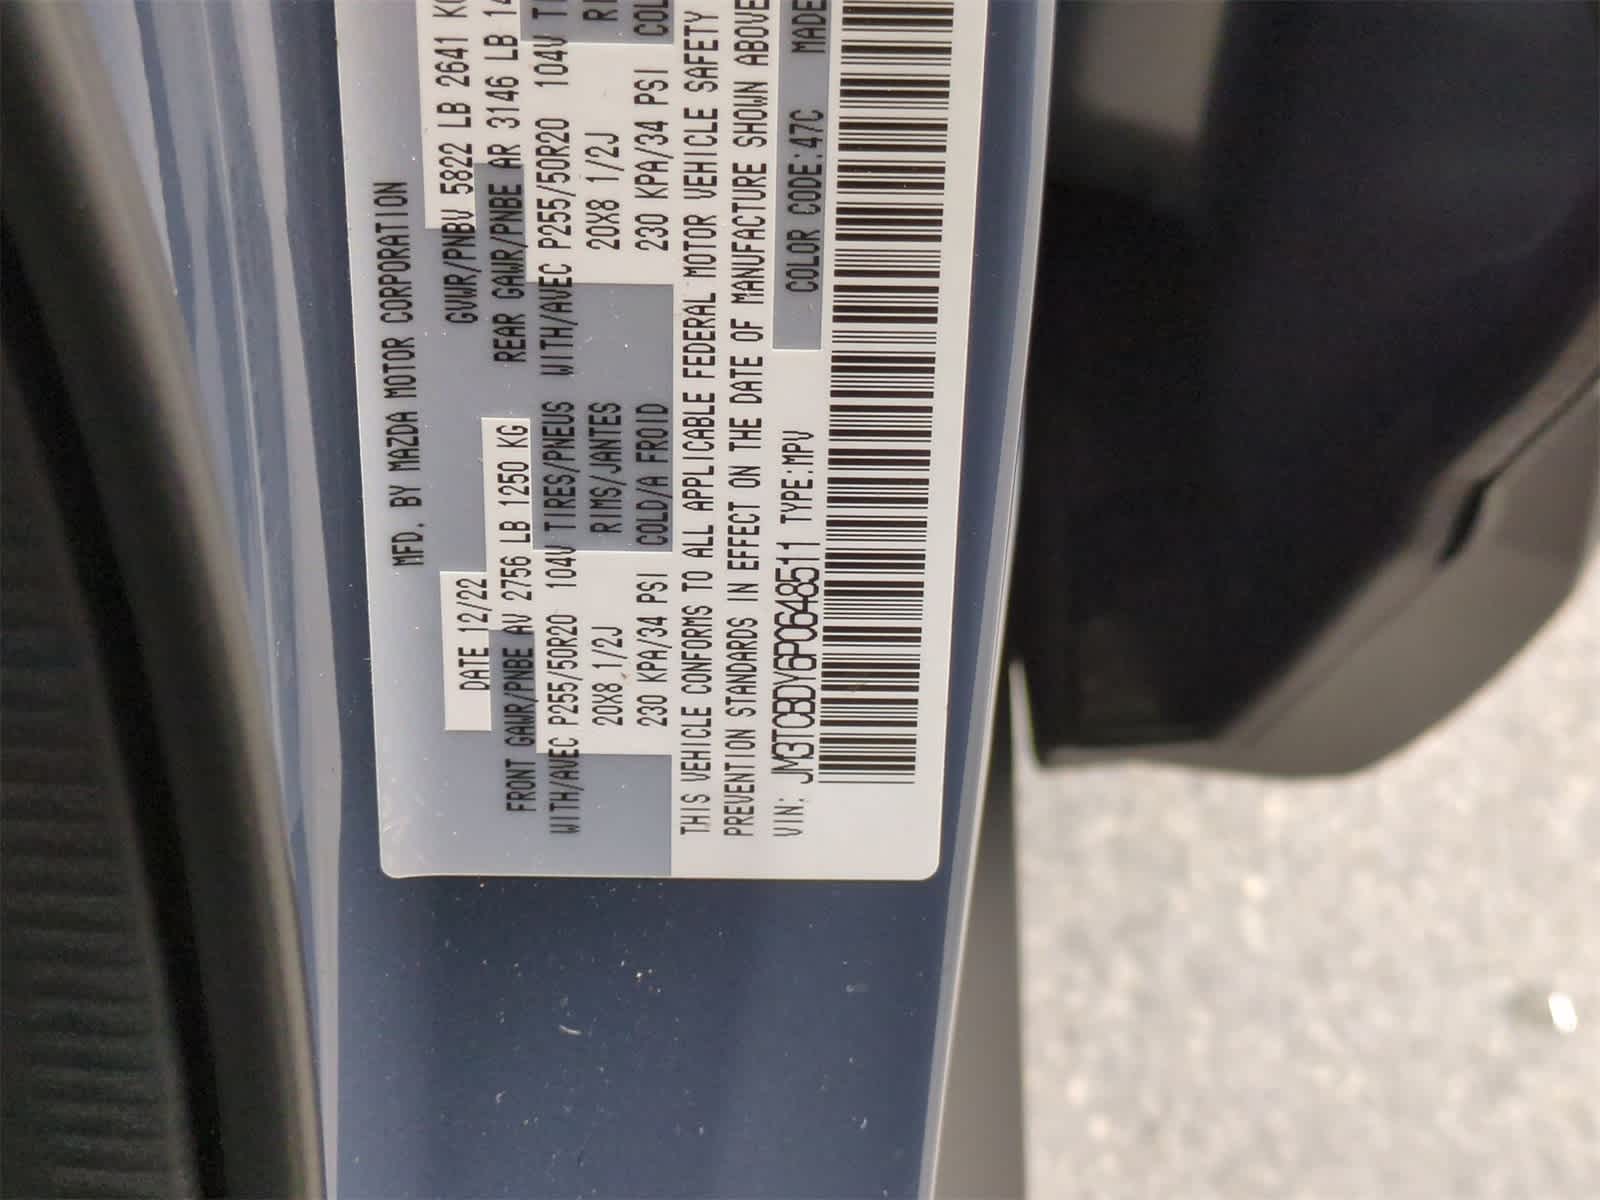 MFD. BY MAZDA MOTOR CORPORATION
DATE 12/22 GVWR/PNBV 5822 LB 2641
FRONT GAWR/PNBE AV 2756 LB 1250 KG REAR GAWR/PNBE AR 3146 LB
WITH/AVEC P255/50R20 104V TIRES/PNEUS WITH/AVEC P255/50R20 104V
20X8 1/2J RIMS/JANTES 20X8 1/2J
230 KPA/34 PSI COLD/A FROID 230 KPA/34 PSI
THIS VEHICLE CONFORMS TO ALL APPLICABLE FEDERAL MOTOR VEHICLE SAFETY
PREVENTION STANDARDS IN EFFECT ON THE DATE OF MANUFACTURE SHOWN ABOVE
VIN: JM3TCBDY6P0648511 TYPE:MPV COLOR CODE:47C MADE